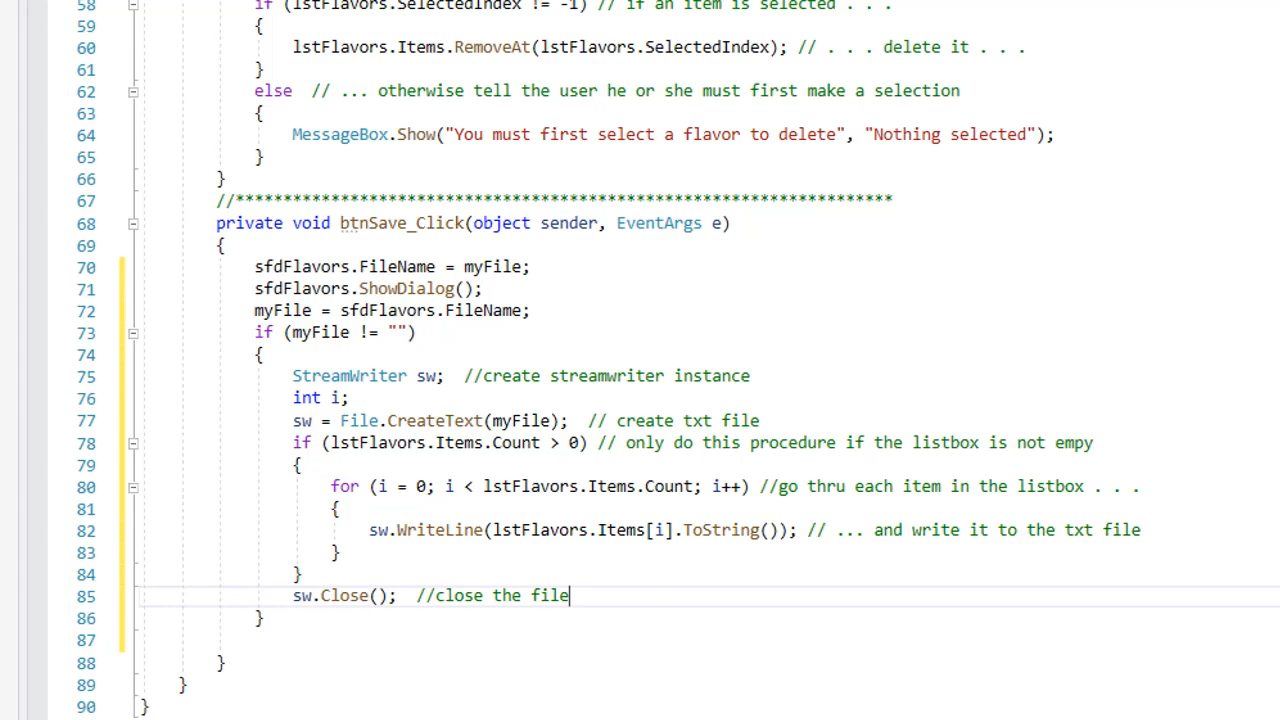 58 if (lstFlavors.SelectedIndex != -1) // if an item is selected . . .
59 {
60 lstFlavors.Items.RemoveAt(lstFlavors.SelectedIndex); // . . . delete it . . .
61 }
62 else // ... otherwise tell the user he or she must first make a selection
63 {
64 MessageBox.Show("You must first select a flavor to delete", "Nothing selected");
65 }
66 }
67 //*********************************************************************
68 private void btnSave_Click(object sender, EventArgs e)
69 {
70 sfdFlavors.FileName = myFile;
71 sfdFlavors.ShowDialog();
72 myFile = sfdFlavors.FileName;
73 if (myFile != "")
74 {
75 StreamWriter sw; //create streamwriter instance
76 int i;
77 sw = File.CreateText(myFile); // create txt file
78 if (lstFlavors.Items.Count > 0) // only do this procedure if the listbox is not empy
79 {
80 for (i = 0; i < lstFlavors.Items.Count; i++) //go thru each item in the listbox . . .
81 {
82 sw.WriteLine(lstFlavors.Items[i].ToString()); // ... and write it to the txt file
83 }
84 }
85 sw.Close(); //close the file
86 }
87
88 }
89 }
90 }